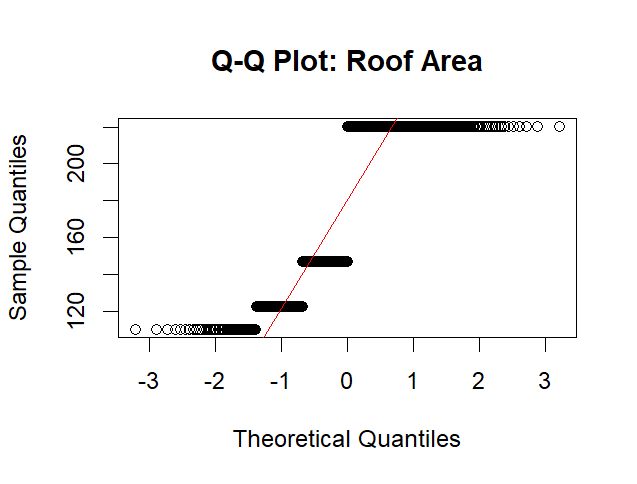 Q-Q Plot: Roof Area
Sample Quantiles
200
160
120
-3 -2 -1 0 1 2 3
Theoretical Quantiles